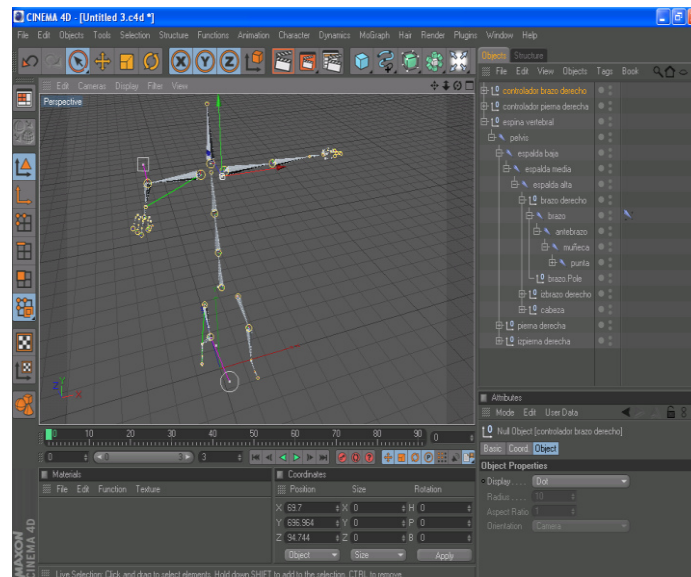 CINEMA 4D - [Untitled 3.c4d *]
File Edit Objects Tools Selection Structure Functions Animation Character Dynamics MoGraph Hair Render Plugins Window Help
Objects Structure
File Edit View Objects Tags Book
Edit Cameras Display Filter View
Perspective
controlador brazo derecho
controlador pierna derecha
espina vertebral
pelvis
espalda baja
espalda media
espalda alta
brazo derecho
brazo
antebrazo
muñeca
punta
brazo.Pole
izbrazo derecho
cabeza
pierna derecha
izpierna derecha
Y
Z X
Attributes
Mode Edit User Data
Null Object [controlador brazo derecho]
Basic Coord. Object
Object Properties
Display Dot
Radius 10
Aspect Ratio 1
Orientation Camera
0 10 20 30 40 50 60 70 80 90 0
0 0 3 3
Materials
File Edit Function Texture
Coordinates
Position Size Rotation
X 69.7 X 0 H 0
Y 696.964 Y 0 P 0
Z 94.744 Z 0 B 0
Object Size Apply
MAXON
CINEMA 4D
Live Selection: Click and drag to select elements. Hold down SHIFT to add to the selection, CTRL to remove.